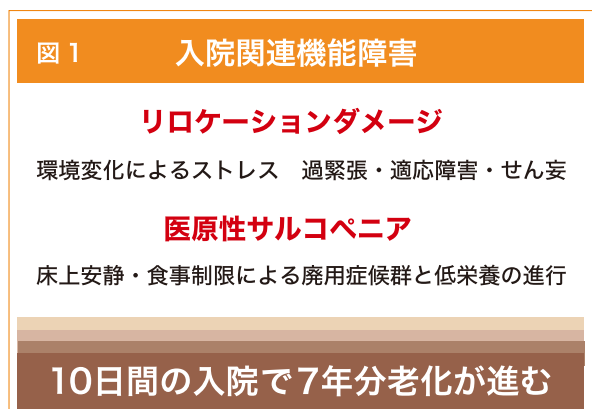 図1 入院関連機能障害
リロケーションダメージ
環境変化によるストレス 過緊張・適応障害・せん妄
医原性サルコペニア
床上安静・食事制限による廃用症候群と低栄養の進行
10日間の入院で7年分老化が進む